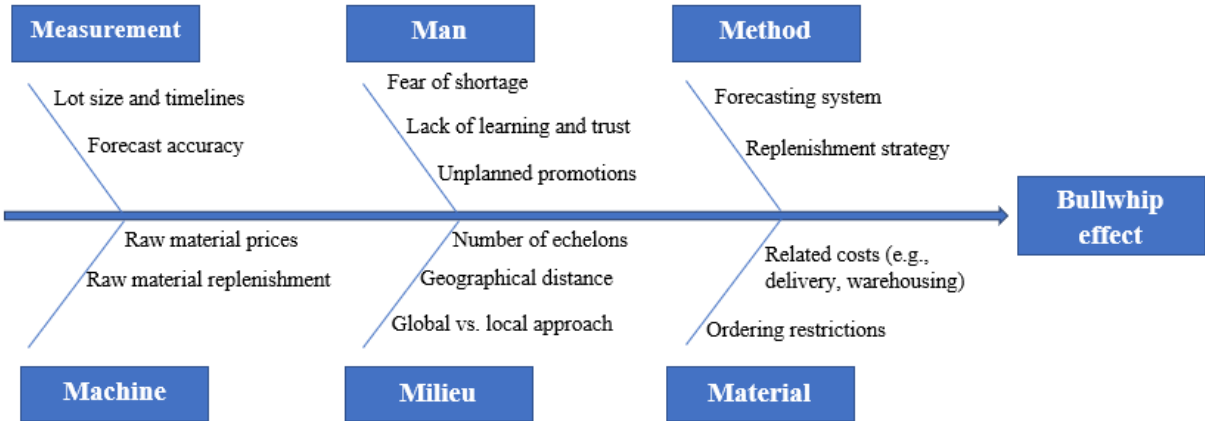 Measurement
Man
Method
Fear of shortage
Lot size and timelines
Forecasting system
Lack of learning and trust
Forecast accuracy
Replenishment strategy
Unplanned promotions
Bullwhip
effect
Raw material prices
Number of echelons
Related costs (e.g.,
delivery, warehousing)
Raw material replenishment
Geographical distance
Global vs. local approach
Ordering restrictions
Machine
Milieu
Material